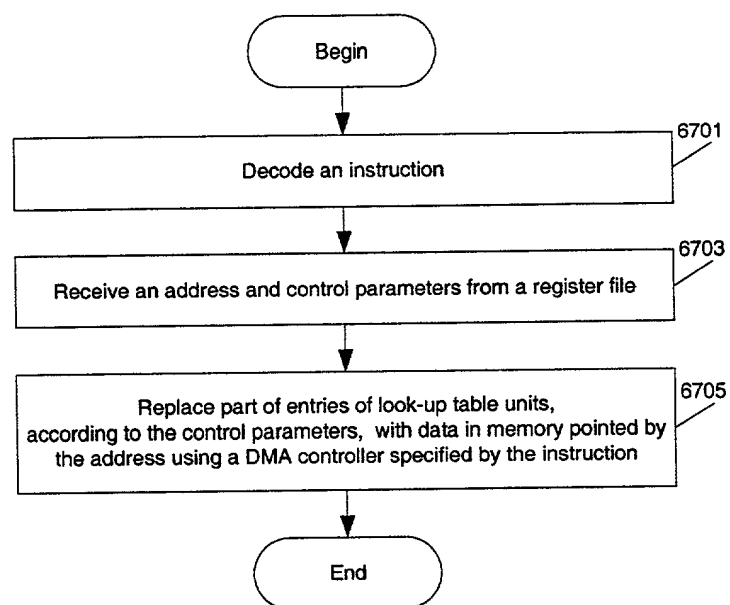 Begin
6701
Decode an instruction
6703
Receive an address and control parameters from a register file
6705
Replace part of entries of look-up table units,
according to the control parameters, with data in memory pointed by
the address using a DMA controller specified by the instruction
End